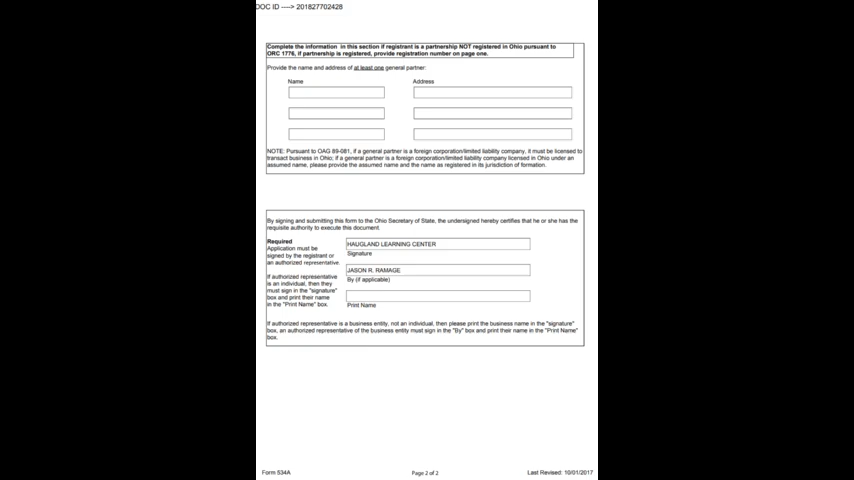 DOC ID ----> 201827702428
Complete the information in this section if registrant is a partnership NOT registered in Ohio pursuant to
ORC 1776, if partnership is registered, provide registration number on page one.
Provide the name and address of at least one general partner:
Name Address
NOTE: Pursuant to OAG 89-081, if a general partner is a foreign corporation/limited liability company, it must be licensed to
transact business in Ohio; if a general partner is a foreign corporation/limited liability company licensed in Ohio under an
assumed name, please provide the assumed name and the name as registered in its jurisdiction of formation.
By signing and submitting this form to the Ohio Secretary of State, the undersigned hereby certifies that he or she has the
requisite authority to execute this document.
Required
Application must be
signed by the registrant or
an authorized representative.
If authorized representative
is an individual, then they
must sign in the "signature"
box and print their name
in the "Print Name" box.
HAUGLAND LEARNING CENTER
Signature
JASON R. RAMAGE
By (if applicable)
Print Name
If authorized representative is a business entity, not an individual, then please print the business name in the "signature"
box, an authorized representative of the business entity must sign in the "By" box and print their name in the "Print Name"
box.
Form 534A Page 2 of 2 Last Revised: 10/01/2017